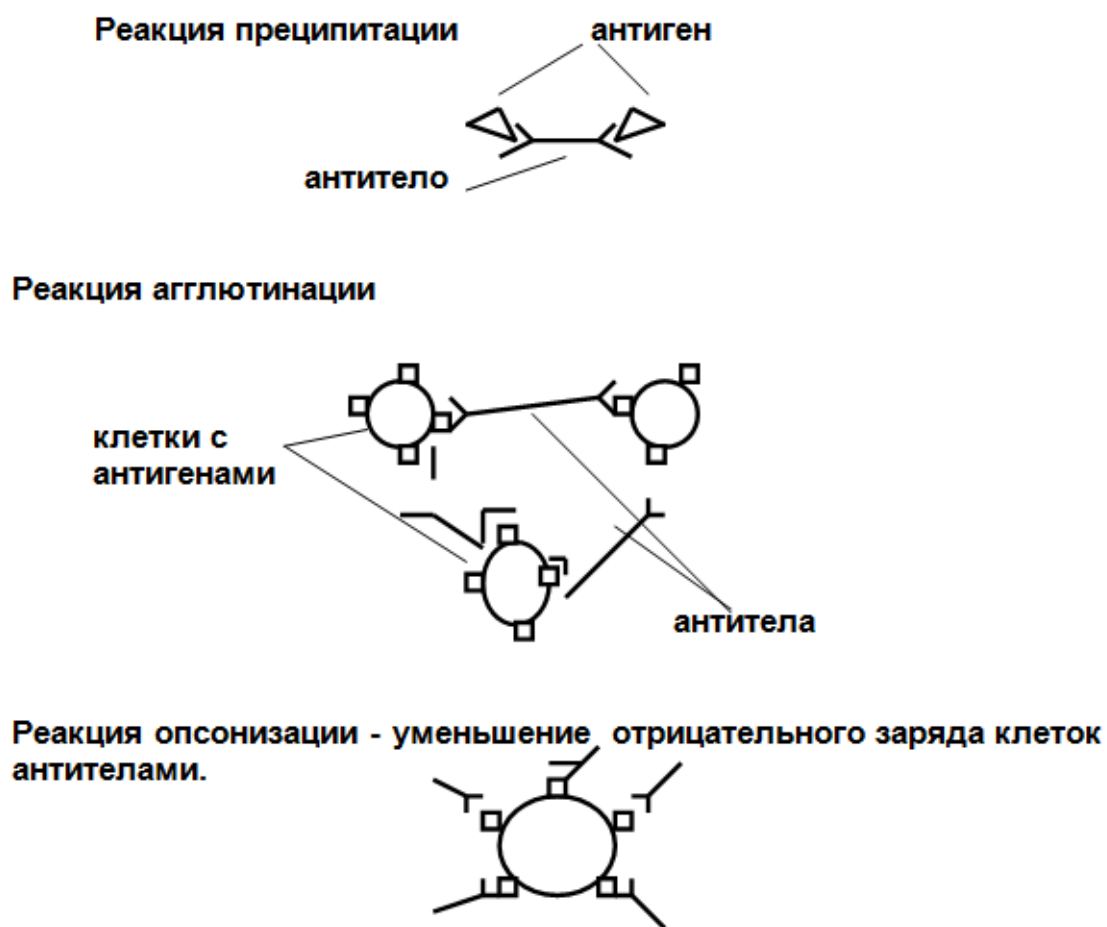 Реакция преципитации
антиген
антитело
Реакция агглютинации
клетки с
антигенами
антитела
Реакция опсонизации - уменьшение отрицательного заряда клеток
антителами.